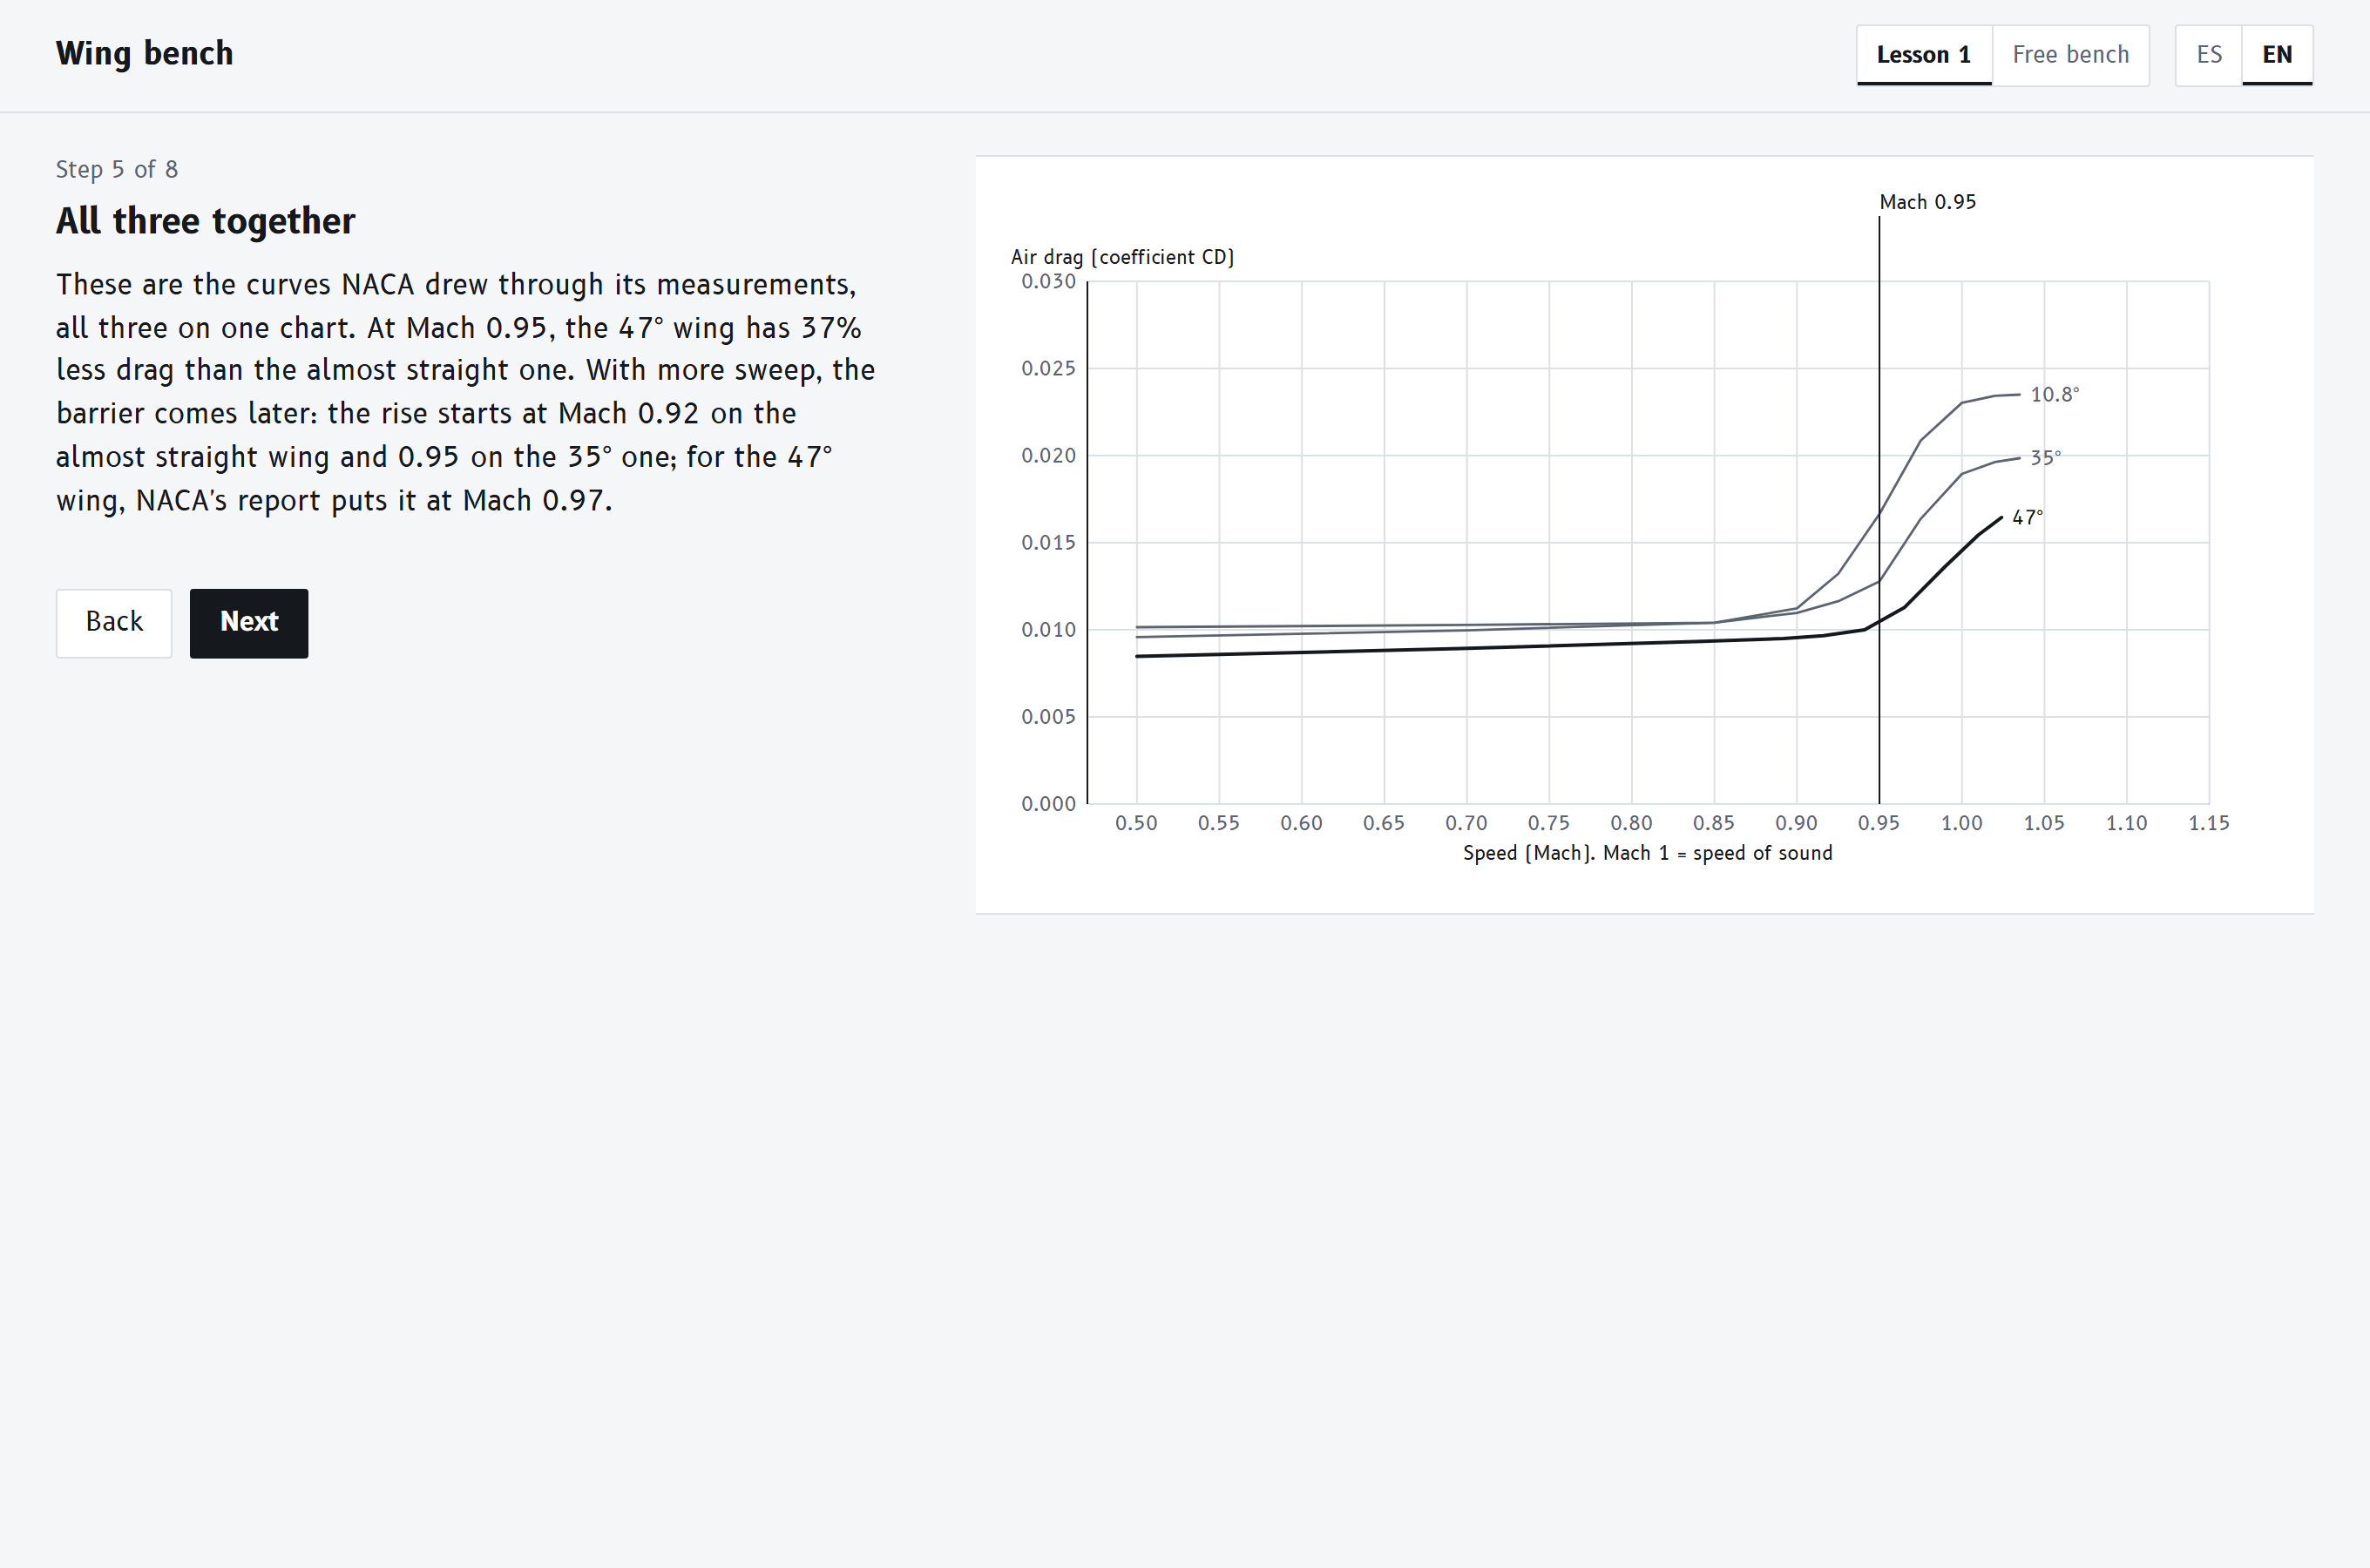 Wing bench
Lesson 1
Free bench
ES
EN
Step 5 of 8
All three together
These are the curves NACA drew through its measurements,
all three on one chart. At Mach 0.95, the 47° wing has 37%
less drag than the almost straight one. With more sweep, the
barrier comes later: the rise starts at Mach 0.92 on the
almost straight wing and 0.95 on the 35° one; for the 47°
wing, NACA's report puts it at Mach 0.97.
Back
Next
Mach 0.95
Air drag (coefficient CD)
0.030
0.025
0.020
0.015
0.010
0.005
0.000
10.8°
35°
47°
0.50 0.55 0.60 0.65 0.70 0.75 0.80 0.85 0.90 0.95 1.00 1.05 1.10 1.15
Speed (Mach). Mach 1 = speed of sound